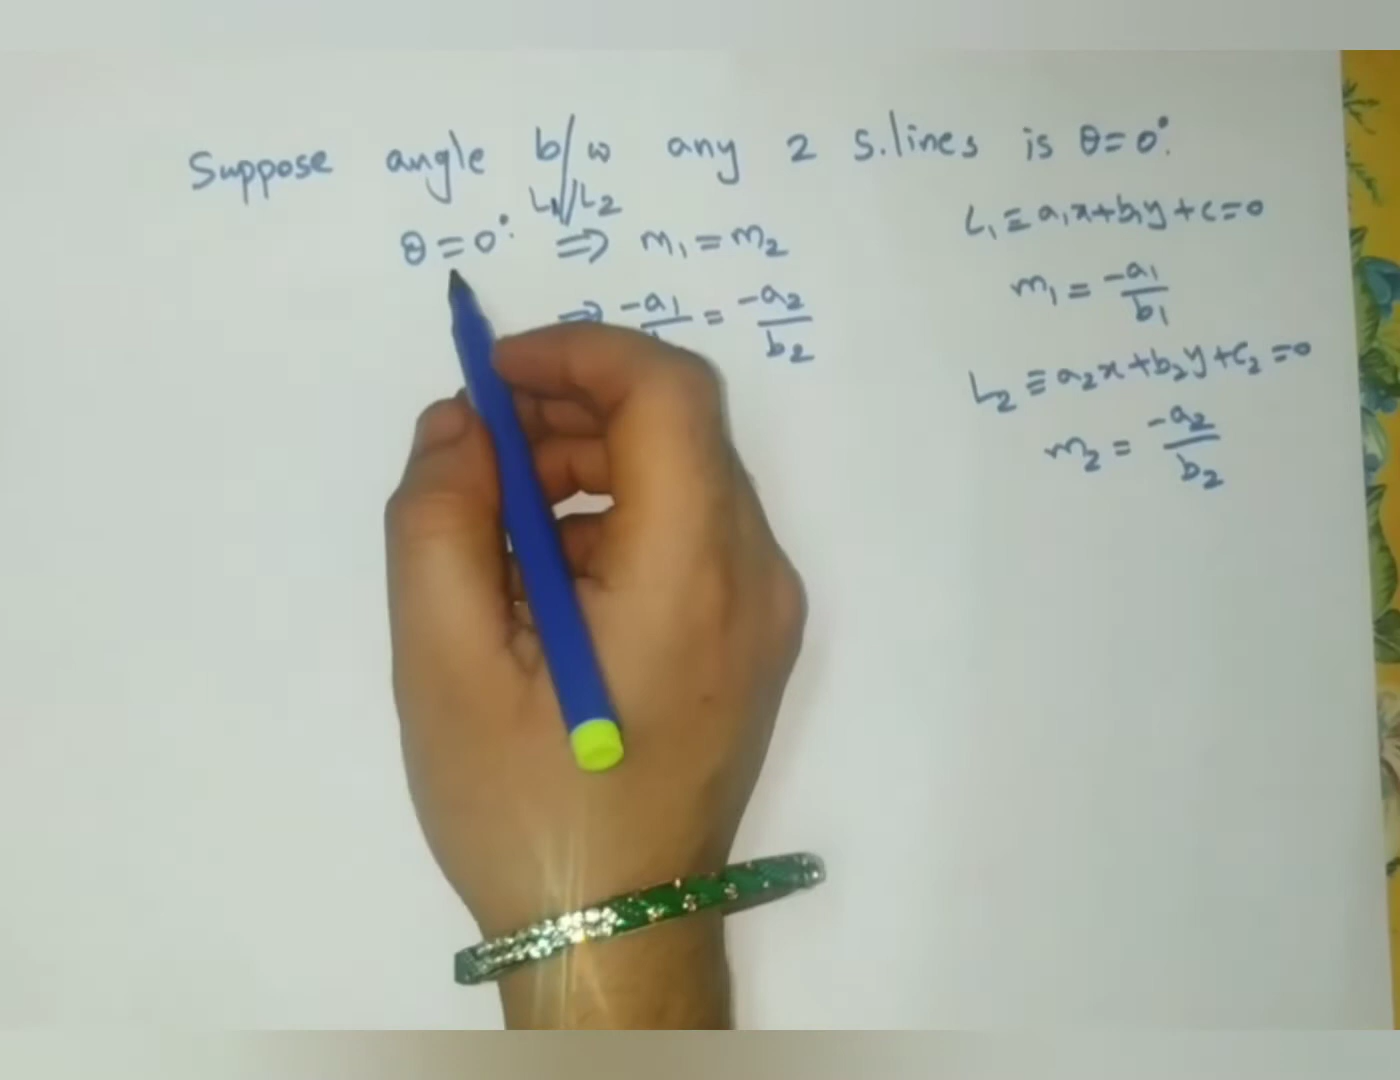 Suppose angle b/w any 2 s.lines is θ=0°.
L1//L2
θ=0°. ⇒ m₁=m₂
⇒ -a₁/ = -a₂/b₂
L₁≡a₁x+b₁y+c=0
m₁ = -a₁/b₁
L₂≡a₂x+b₂y+c₂=0
m₂ = -a₂/b₂